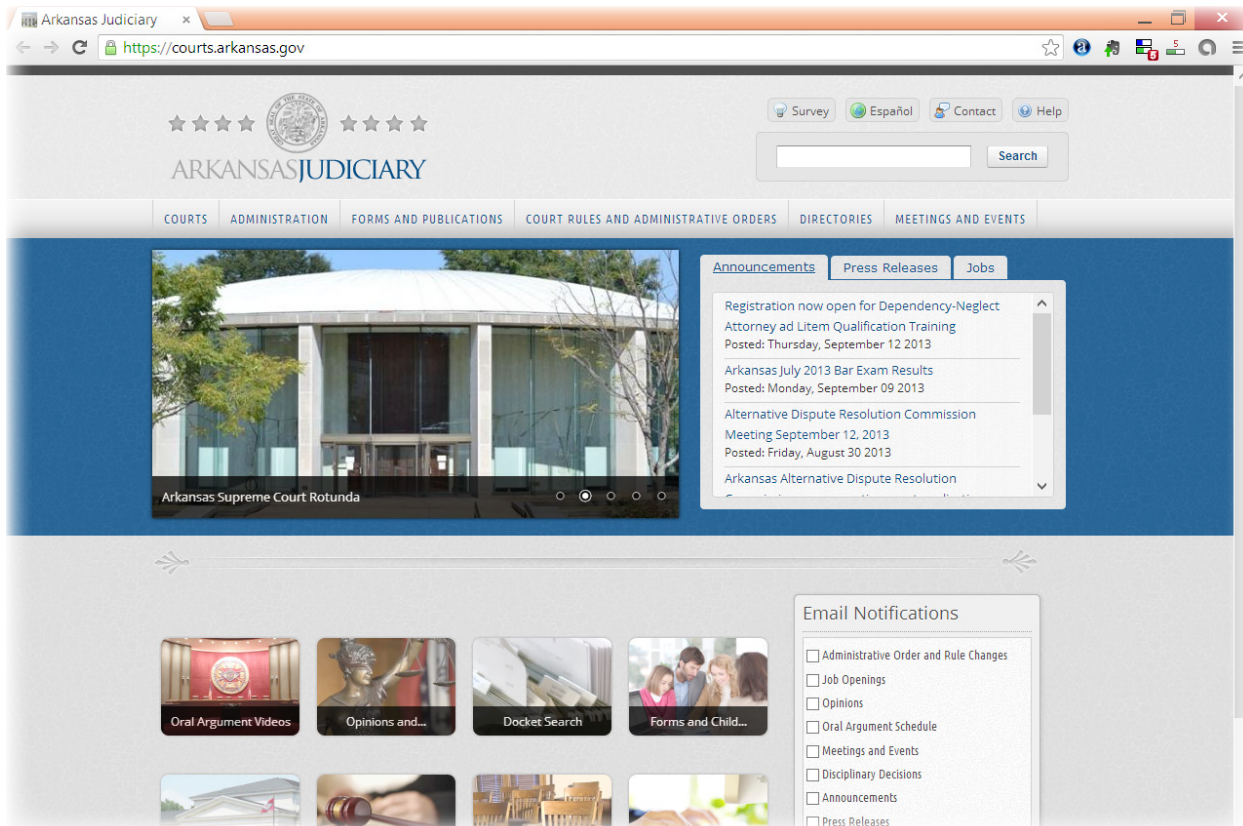 Arkansas Judiciary
https://courts.arkansas.gov
5
5
Survey
Español
Contact
Help
ARKANSASJUDICIARY
Search
COURTS
ADMINISTRATION
FORMS AND PUBLICATIONS
COURT RULES AND ADMINISTRATIVE ORDERS
DIRECTORIES
MEETINGS AND EVENTS
Arkansas Supreme Court Rotunda
Announcements
Press Releases
Jobs
Registration now open for Dependency-Neglect
Attorney ad Litem Qualification Training
Posted: Thursday, September 12 2013
Arkansas July 2013 Bar Exam Results
Posted: Monday, September 09 2013
Alternative Dispute Resolution Commission
Meeting September 12, 2013
Posted: Friday, August 30 2013
Arkansas Alternative Dispute Resolution
Oral Argument Videos
Opinions and...
Docket Search
Forms and Child...
Email Notifications
Administrative Order and Rule Changes
Job Openings
Opinions
Oral Argument Schedule
Meetings and Events
Disciplinary Decisions
Announcements
Press Releases